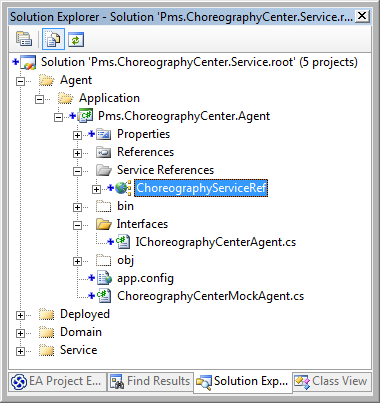 Solution Explorer - Solution 'Pms.ChoreographyCenter.Service.r...
Solution 'Pms.ChoreographyCenter.Service.root' (5 projects)
Agent
Application
Pms.ChoreographyCenter.Agent
Properties
References
Service References
ChoreographyServiceRef
bin
Interfaces
IChoreographyCenterAgent.cs
obj
app.config
ChoreographyCenterMockAgent.cs
Deployed
Domain
Service
EA Project E... Find Results Solution Exp... Class View